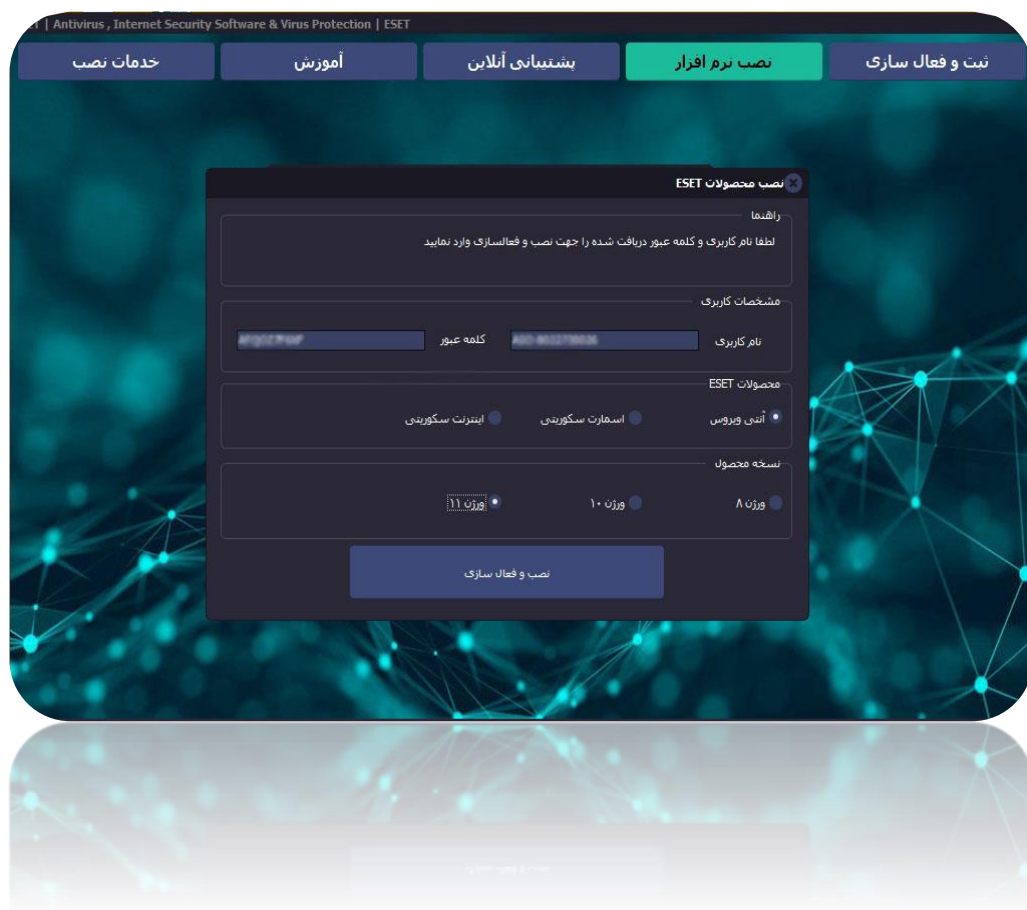 | Antivirus , Internet Security Software & Virus Protection | ESET
ثبت و فعال سازی
نصب نرم افزار
پشتیبانی آنلاین
آموزش
خدمات نصب
نصب محصولات ESET
راهنما
لطفا نام کاربری و کلمه عبور دریافت شده را جهت نصب و فعالسازی وارد نمایید
مشخصات کاربری
نام کاربری
کلمه عبور
محصولات ESET
آنتی ویروس
اسمارت سکوریتی
اینترنت سکوریتی
نسخه محصول
ورژن ۸
ورژن ۱۰
ورژن ۱۱
نصب و فعال سازی